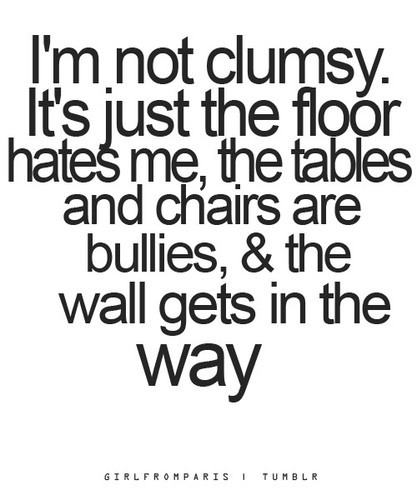 I'm not clumsy.
It's just the floor
hates me, the tables
and chairs are
bullies, & the
wall gets in the
way
GIRLFROMPARIS | TUMBLR